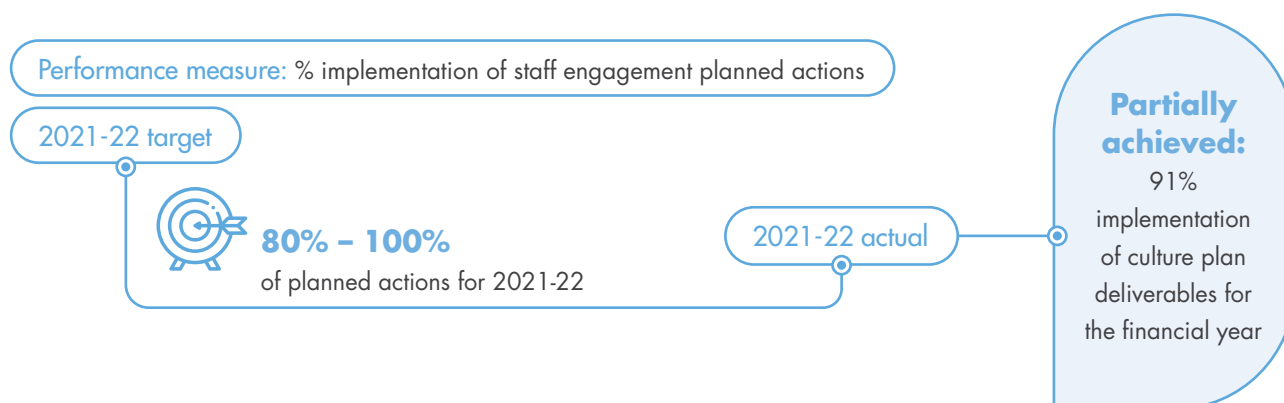 Performance measure: % implementation of staff engagement planned actions
2021-22 target
80% – 100%
of planned actions for 2021-22
2021-22 actual
Partially
achieved:
91%
implementation
of culture plan
deliverables for
the financial year